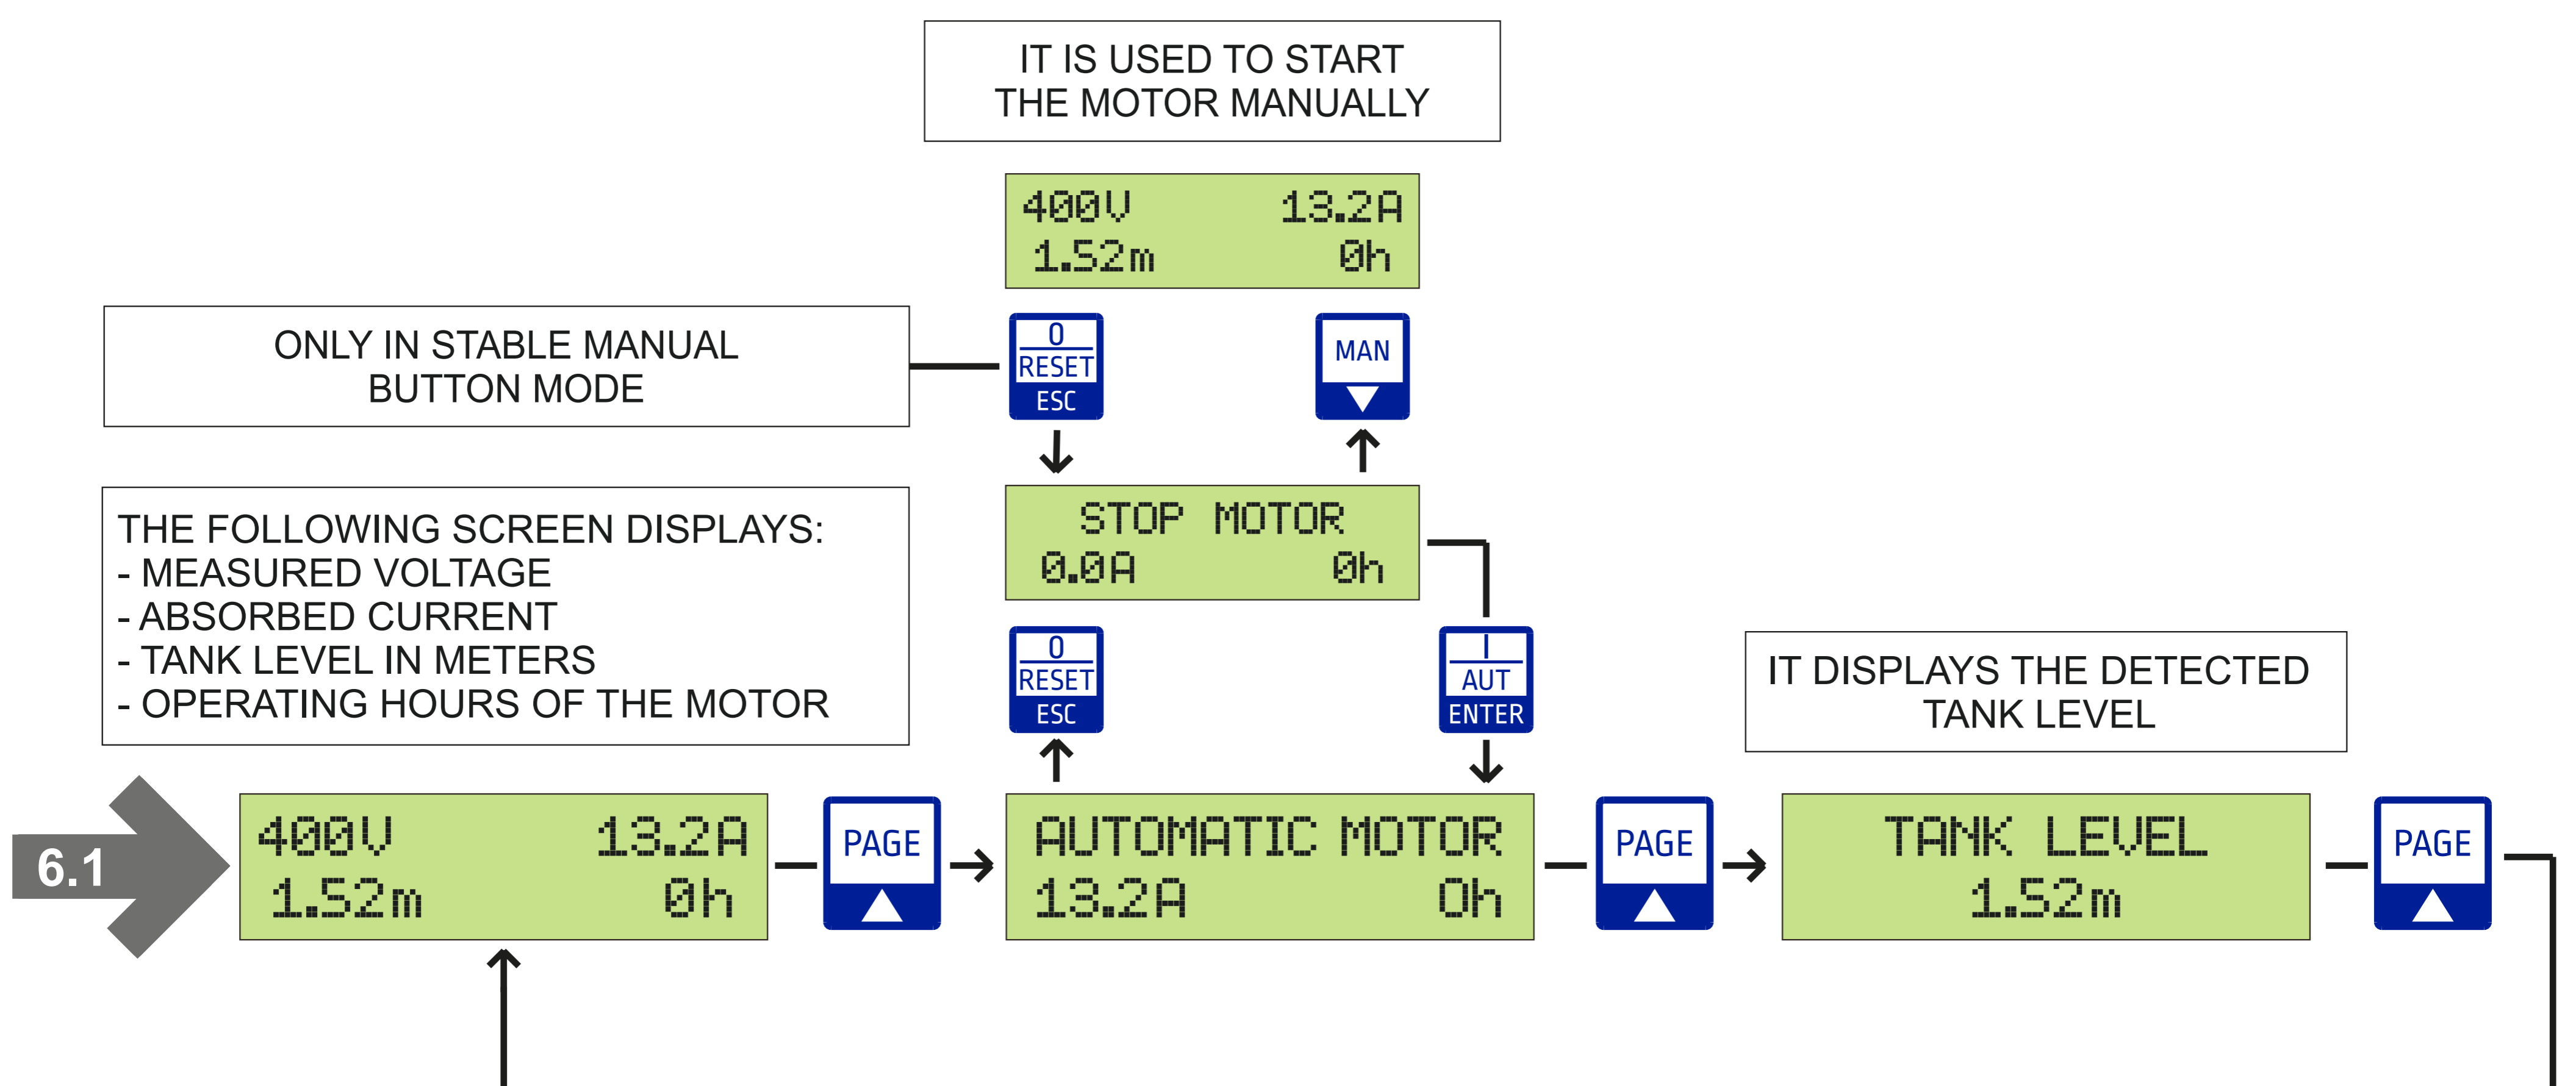 IT IS USED TO START
THE MOTOR MANUALLY
400V 13.2A
1.52m 0h
ONLY IN STABLE MANUAL
BUTTON MODE
0
RESET
ESC
MAN
STOP MOTOR
0.0A 0h
THE FOLLOWING SCREEN DISPLAYS:
- MEASURED VOLTAGE
- ABSORBED CURRENT
- TANK LEVEL IN METERS
- OPERATING HOURS OF THE MOTOR
0
RESET
ESC
I
AUT
ENTER
IT DISPLAYS THE DETECTED
TANK LEVEL
6.1
400V 13.2A
1.52m 0h
PAGE
AUTOMATIC MOTOR
13.2A 0h
PAGE
TANK LEVEL
1.52m
PAGE